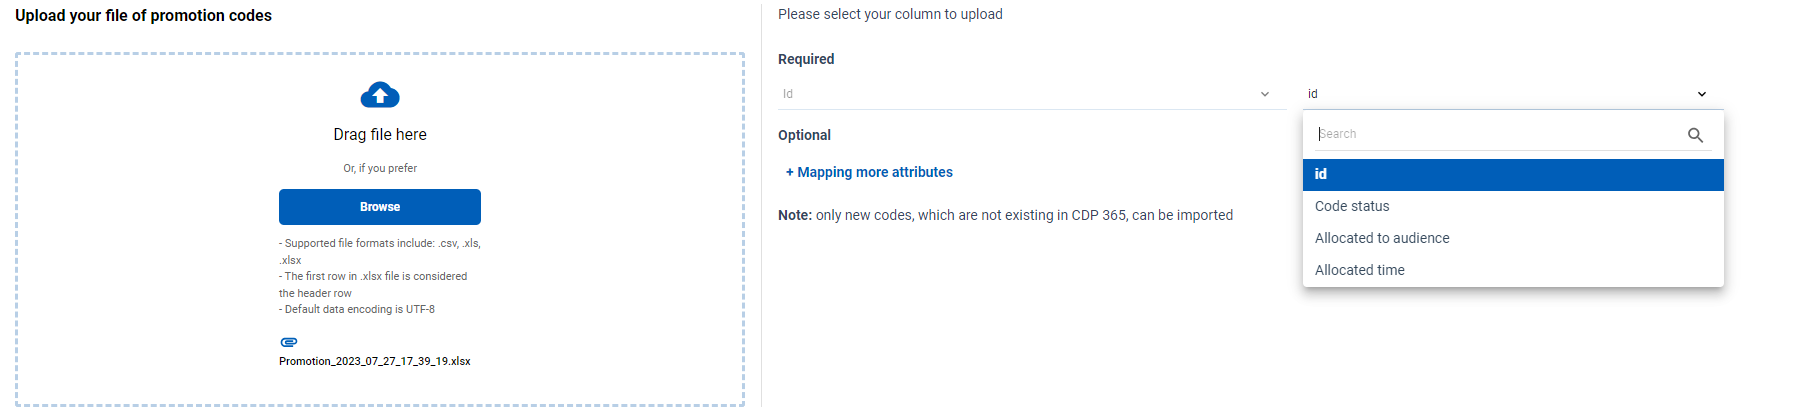 Upload your file of promotion codes
Drag file here
Or, if you prefer
Browse
- Supported file formats include: .csv, .xls,
.xlsx
- The first row in .xlsx file is considered
the header row
- Default data encoding is UTF-8
Promotion_2023_07_27_17_39_19.xlsx
Please select your column to upload
Required
Id
id
Search
id
Code status
Allocated to audience
Allocated time
Optional
+ Mapping more attributes
Note: only new codes, which are not existing in CDP 365, can be imported